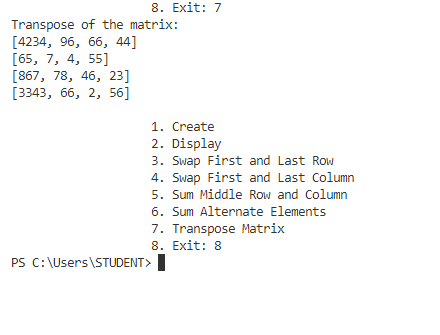 8. Exit: 7
Transpose of the matrix:
[4234, 96, 66, 44]
[65, 7, 4, 55]
[867, 78, 46, 23]
[3343, 66, 2, 56]
1. Create
2. Display
3. Swap First and Last Row
4. Swap First and Last Column
5. Sum Middle Row and Column
6. Sum Alternate Elements
7. Transpose Matrix
8. Exit: 8
PS C:\Users\STUDENT>